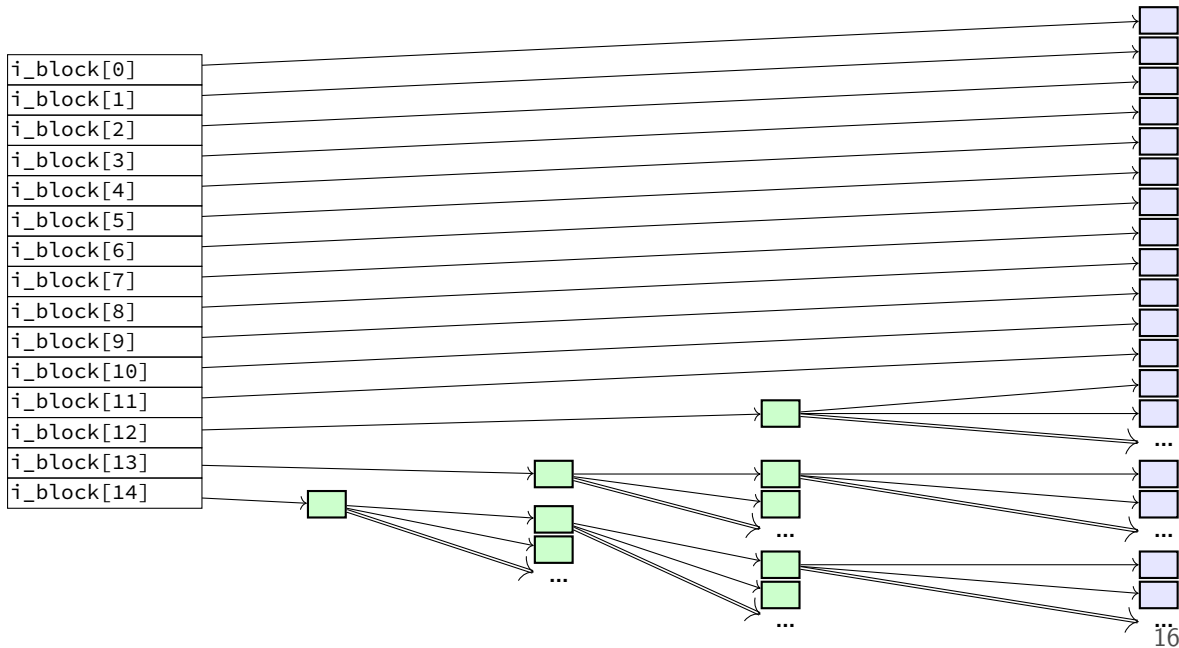 i_block[0]
i_block[1]
i_block[2]
i_block[3]
i_block[4]
i_block[5]
i_block[6]
i_block[7]
i_block[8]
i_block[9]
i_block[10]
i_block[11]
i_block[12]
...
i_block[13]
i_block[14]
...
...
...
...
...
16